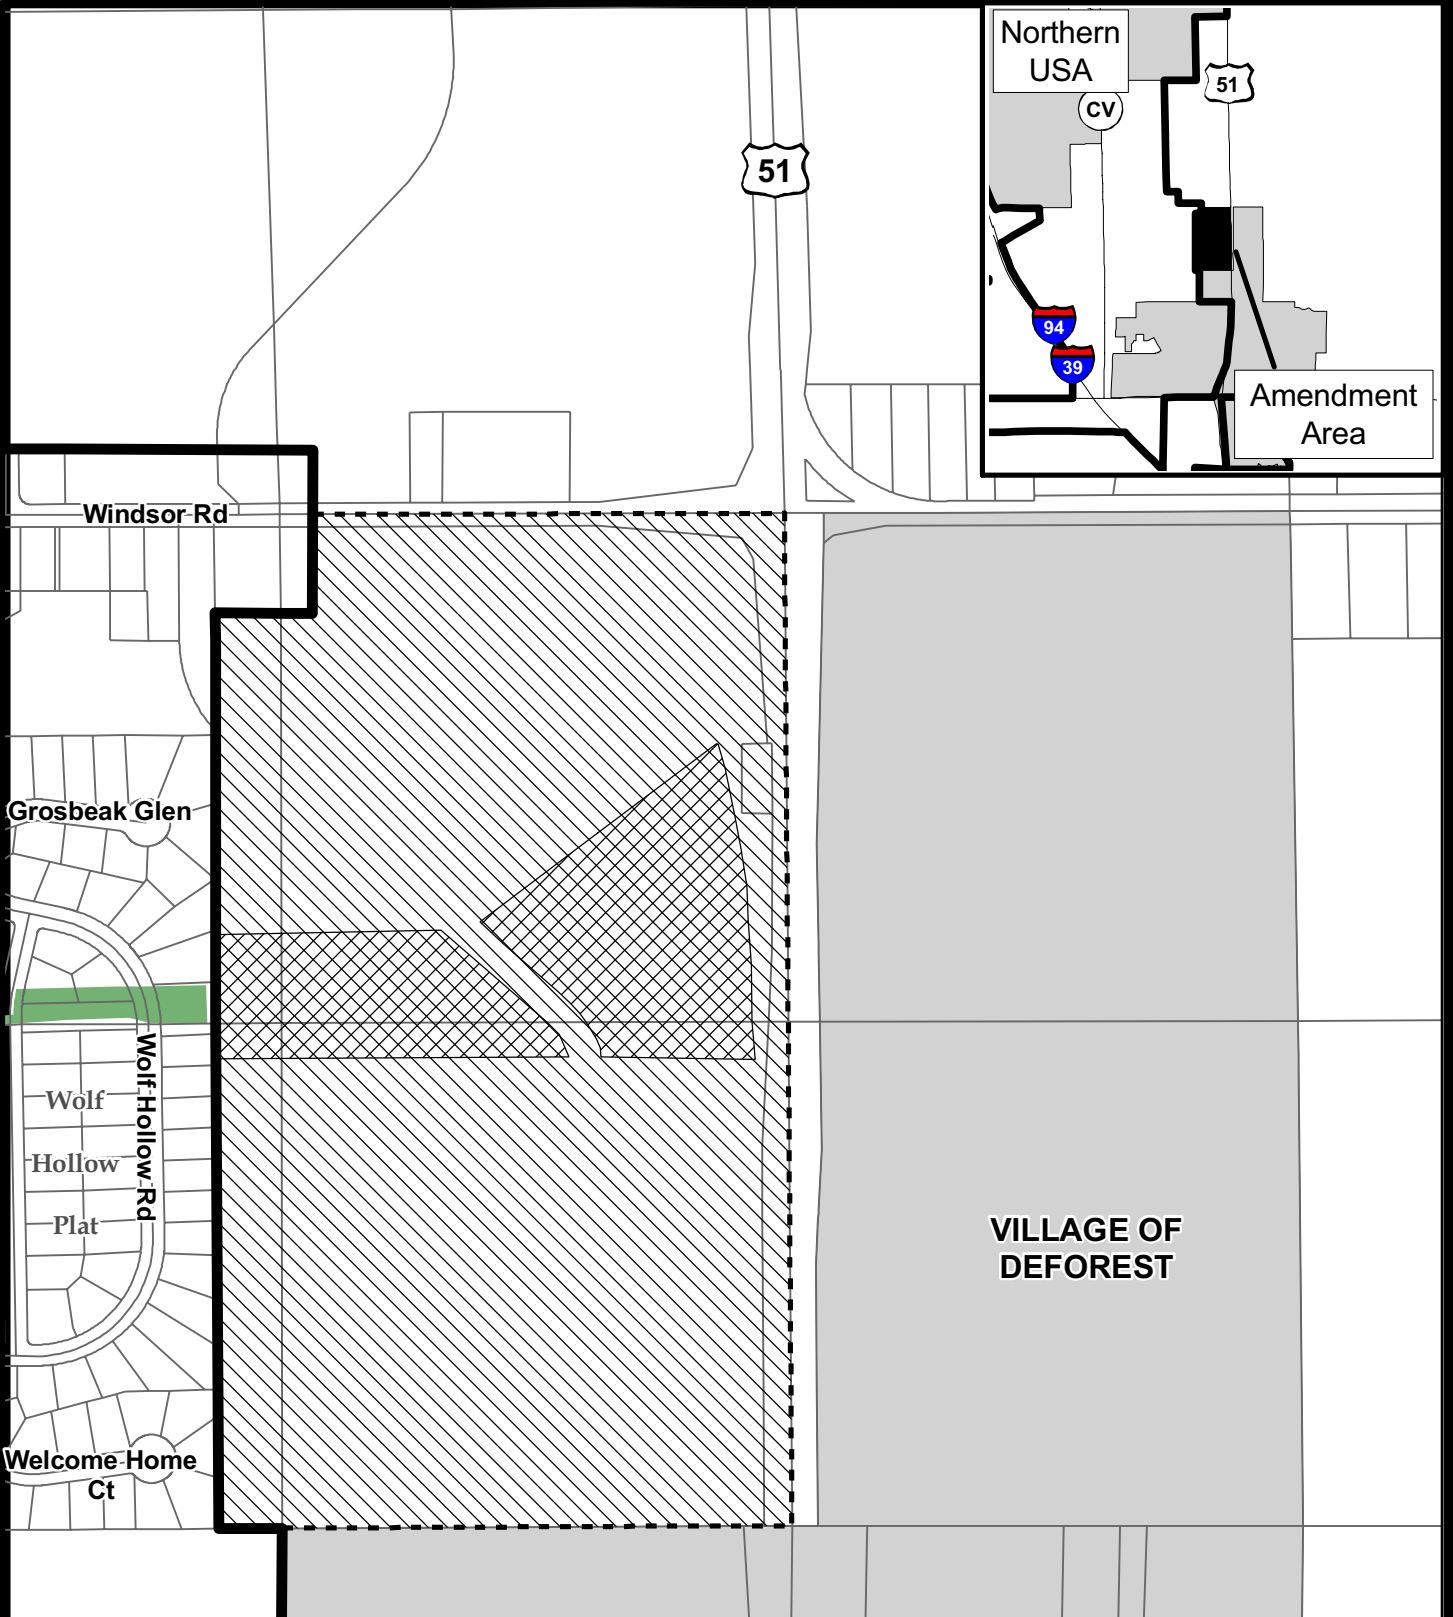 Northern
USA
51
CV
94
39
Amendment
Area
51
Windsor Rd
Grosbeak Glen
Wolf Hollow Rd
Wolf
Hollow
Plat
VILLAGE OF
DEFOREST
Welcome Home
Ct